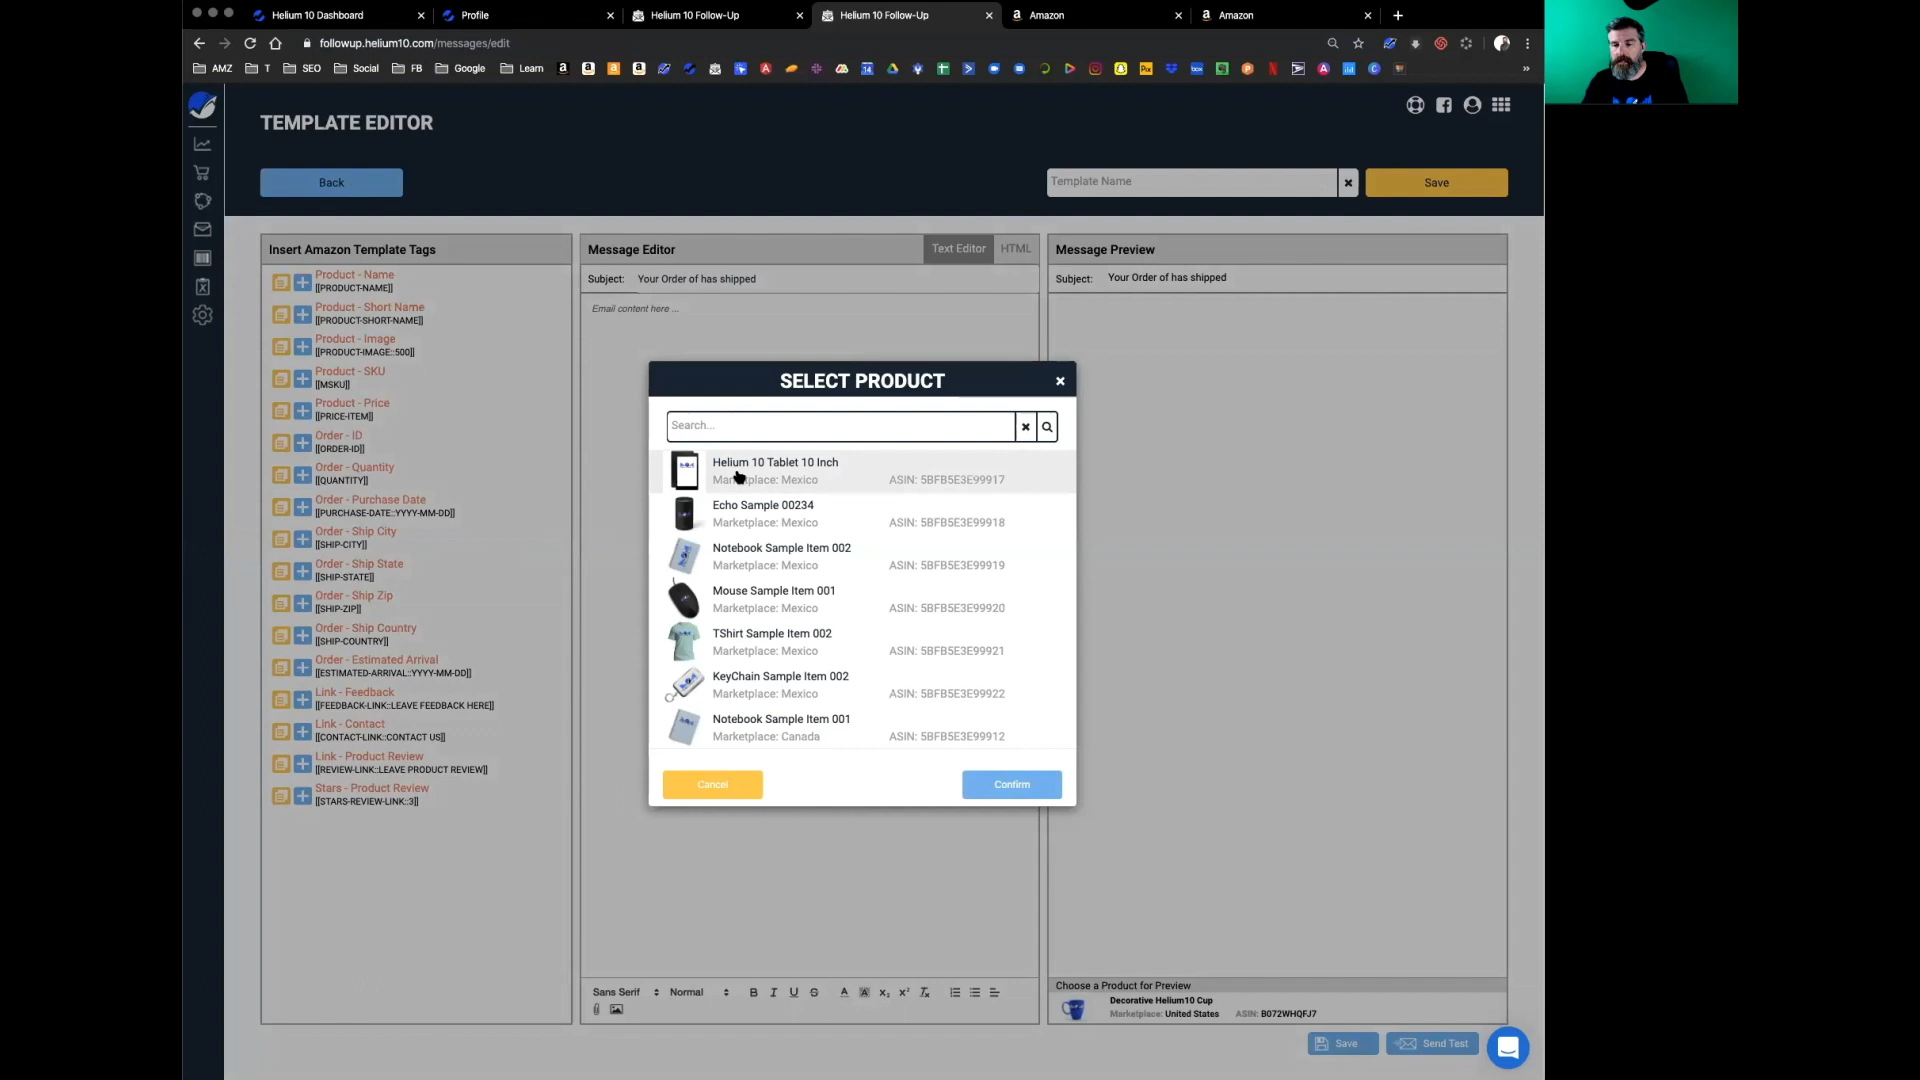 Helium 10 Dashboard
Profile
Helium 10 Follow-Up
Helium 10 Follow-Up
Amazon
Amazon
followup.helium10.com/messages/edit
AMZ
T
SEO
Social
FB
Google
Learn
TEMPLATE EDITOR
Back
Template Name
Save
Insert Amazon Template Tags
Product - Name
[[PRODUCT-NAME]]
Product - Short Name
[[PRODUCT-SHORT-NAME]]
Product - Image
[[PRODUCT-IMAGE::500]]
Product - SKU
[[MSKU]]
Product - Price
[[PRICE-ITEM]]
Order - ID
[[ORDER-ID]]
Order - Quantity
[[QUANTITY]]
Order - Purchase Date
[[PURCHASE-DATE::YYYY-MM-DD]]
Order - Ship City
[[SHIP-CITY]]
Order - Ship State
[[SHIP-STATE]]
Order - Ship Zip
[[SHIP-ZIP]]
Order - Ship Country
[[SHIP-COUNTRY]]
Order - Estimated Arrival
[[ESTIMATED-ARRIVAL::YYYY-MM-DD]]
Link - Feedback
[[FEEDBACK-LINK::LEAVE FEEDBACK HERE]]
Link - Contact
[[CONTACT-LINK::CONTACT US]]
Link - Product Review
[[REVIEW-LINK::LEAVE PRODUCT REVIEW]]
Stars - Product Review
[[STARS-REVIEW-LINK::3]]
Message Editor
Text Editor
HTML
Subject: Your Order of has shipped
Email content here ...
Message Preview
Subject: Your Order of has shipped
SELECT PRODUCT
Search...
Helium 10 Tablet 10 Inch
Marketplace: Mexico ASIN: 5BFB5E3E99917
Echo Sample 00234
Marketplace: Mexico ASIN: 5BFB5E3E99918
Notebook Sample Item 002
Marketplace: Mexico ASIN: 5BFB5E3E99919
Mouse Sample Item 001
Marketplace: Mexico ASIN: 5BFB5E3E99920
TShirt Sample Item 002
Marketplace: Mexico ASIN: 5BFB5E3E99921
KeyChain Sample Item 002
Marketplace: Mexico ASIN: 5BFB5E3E99922
Notebook Sample Item 001
Marketplace: Canada ASIN: 5BFB5E3E99912
Cancel
Confirm
Sans Serif
Normal
Choose a Product for Preview
Decorative Helium10 Cup
Marketplace: United States ASIN: B072WHQFJ7
Save
Send Test